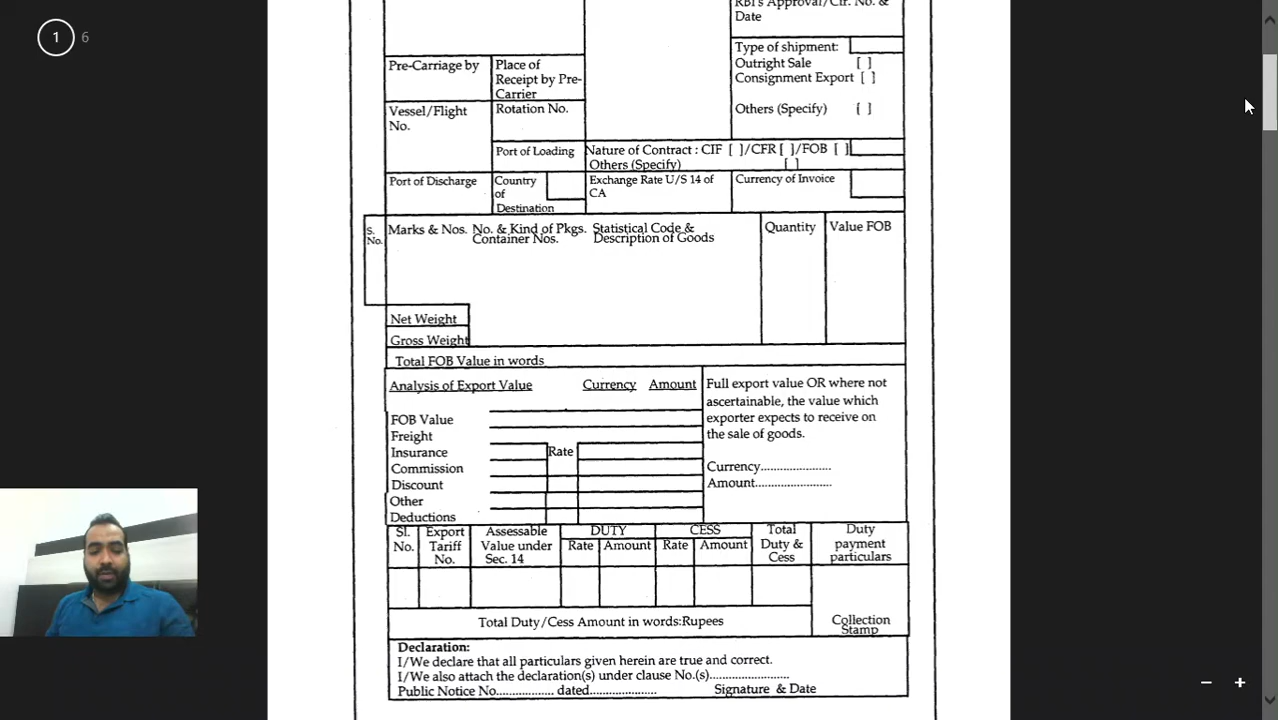 1 6
RBI's Approval/Cir. No. &
Date
Type of shipment:
Outright Sale [ ]
Consignment Export [ ]
Others (Specify) [ ]
Pre-Carriage by
Place of
Receipt by Pre-
Carrier
Vessel/Flight
No.
Rotation No.
Port of Loading
Nature of Contract : CIF [ ]/CFR [ ]/FOB [ ]
Others (Specify) [ ]
Port of Discharge
Country
of
Destination
Exchange Rate U/S 14 of
CA
Currency of Invoice
S.
No.
Marks & Nos. No. & Kind of Pkgs. Statistical Code &
Container Nos. Description of Goods
Quantity
Value FOB
Net Weight
Gross Weight
Total FOB Value in words
Analysis of Export Value Currency Amount
FOB Value
Freight
Insurance Rate
Commission
Discount
Other
Deductions
Full export value OR where not
ascertainable, the value which
exporter expects to receive on
the sale of goods.
Currency......................
Amount........................
Sl.
No.
Export
Tariff
No.
Assessable
Value under
Sec. 14
DUTY
Rate Amount
CESS
Rate Amount
Total
Duty &
Cess
Duty
payment
particulars
Total Duty/Cess Amount in words:Rupees
Collection
Stamp
Declaration:
I/We declare that all particulars given herein are true and correct.
I/We also attach the declaration(s) under clause No.(s).........................
Public Notice No.................. dated..................... Signature & Date